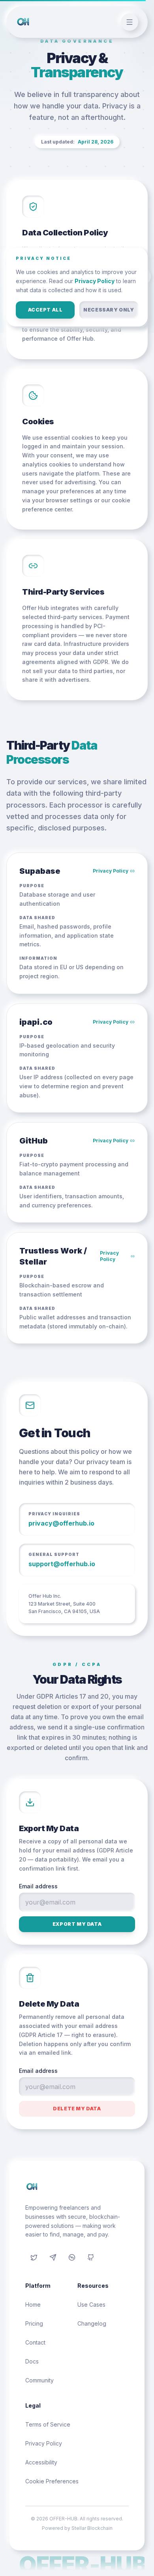 OH
DATA GOVERNANCE
Privacy &
Transparency
We believe in full transparency about
how we handle your data. Privacy is a
feature, not an afterthought.
Last updated: April 28, 2026
Data Collection Policy
PRIVACY NOTICE
We use cookies and analytics to improve your
experience. Read our Privacy Policy to learn
what data is collected and how it is used.
ACCEPT ALL
NECESSARY ONLY
to ensure the stability, security, and
performance of Offer Hub.
Cookies
We use essential cookies to keep you
logged in and maintain your session.
With your consent, we may use
analytics cookies to understand how
users navigate the platform. These are
never used for advertising. You can
manage your preferences at any time
via your browser settings or our cookie
preference center.
Third-Party Services
Offer Hub integrates with carefully
selected third-party services. Payment
processing is handled by PCI-
compliant providers — we never store
raw card data. Infrastructure providers
may process your data under strict
agreements aligned with GDPR. We do
not sell your data to third parties, nor
share it with advertisers.
Third-Party Data
Processors
To provide our services, we share limited
data with the following third-party
processors. Each processor is carefully
vetted and processes data only for
specific, disclosed purposes.
Supabase
Privacy Policy
PURPOSE
Database storage and user
authentication
DATA SHARED
Email, hashed passwords, profile
information, and application state
metrics.
INFORMATION
Data stored in EU or US depending on
project region.
ipapi.co
Privacy Policy
PURPOSE
IP-based geolocation and security
monitoring
DATA SHARED
User IP address (collected on every page
view to determine region and prevent
abuse).
GitHub
Privacy Policy
PURPOSE
Fiat-to-crypto payment processing and
balance management
DATA SHARED
User identifiers, transaction amounts,
and currency preferences.
Trustless Work /
Stellar
Privacy
Policy
PURPOSE
Blockchain-based escrow and
transaction settlement
DATA SHARED
Public wallet addresses and transaction
metadata (stored immutably on-chain).
Get in Touch
Questions about this policy or how we
handle your data? Our privacy team is
here to help. We aim to respond to all
inquiries within 2 business days.
PRIVACY INQUIRIES
privacy@offerhub.io
GENERAL SUPPORT
support@offerhub.io
Offer Hub Inc.
123 Market Street, Suite 400
San Francisco, CA 94105, USA
GDPR / CCPA
Your Data Rights
Under GDPR Articles 17 and 20, you may
request deletion or export of your personal
data at any time. To prove you own the email
address, we send it a single-use confirmation
link that expires in 30 minutes. Nothing is
exported or deleted until you open that link and
confirm.
Export My Data
Receive a copy of all personal data we
hold for your email address (GDPR Article
20 — data portability). We email you a
confirmation link first.
Email address
your@email.com
EXPORT MY DATA
Delete My Data
Permanently remove all personal data
associated with your email address
(GDPR Article 17 — right to erasure).
Deletion happens only after you confirm
via an emailed link.
Email address
your@email.com
DELETE MY DATA
OH
Empowering freelancers and
businesses with secure, blockchain-
powered solutions — making work
easier to find, manage, and pay.
Platform
Resources
Home
Use Cases
Pricing
Changelog
Contact
Docs
Community
Legal
Terms of Service
Privacy Policy
Accessibility
Cookie Preferences
© 2026 OFFER-HUB. All rights reserved.
Powered by Stellar Blockchain
OFFER-HUB